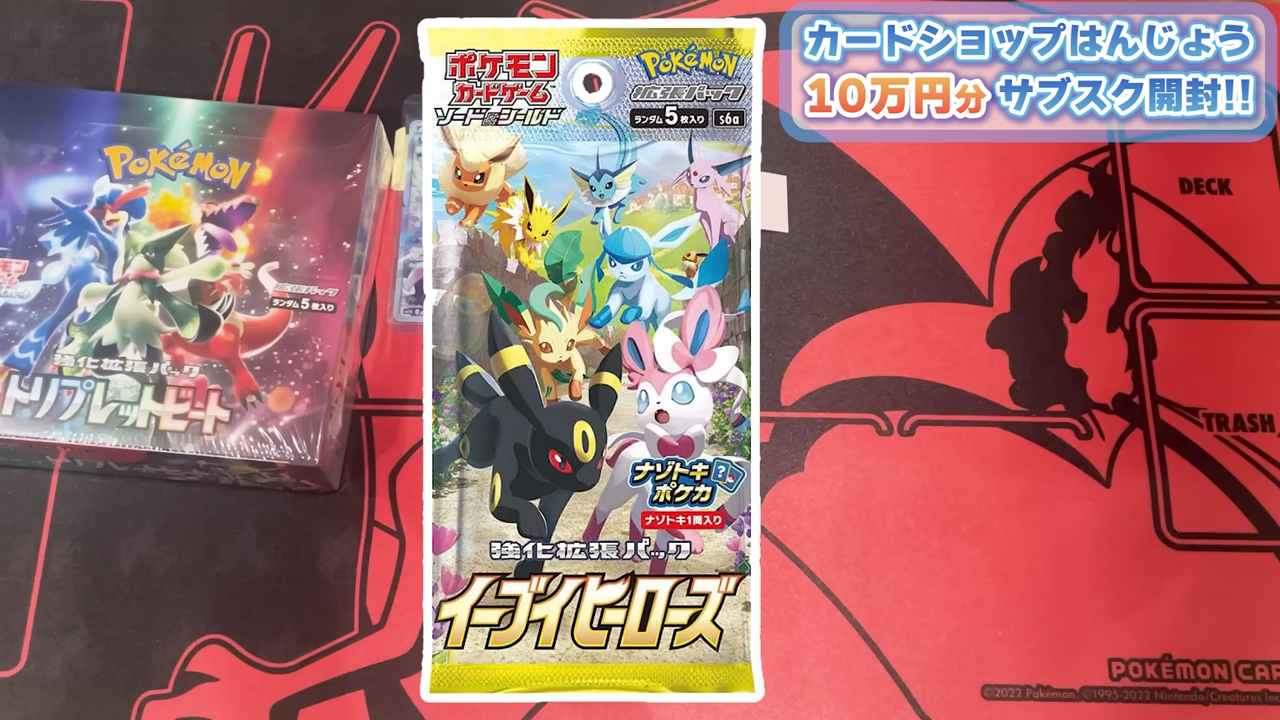 カードショップはんじょう
10万円分 サブスク開封!!
POKéMON
拡張パック
ランダム5枚入り
強化拡張パック
トリプレットビート
ポケモン
カードゲーム
ソード&シールド
POKéMON
拡張パック
ランダム5枚入り s6a
ナゾトキ
ポケカ
ナゾトキ1問入り
強化拡張パック
イーブイヒーローズ
DECK
TRASH
POKÉMON CAR
©2022 Pokémon. ©1995-2022 Nintendo/Creatures Inc